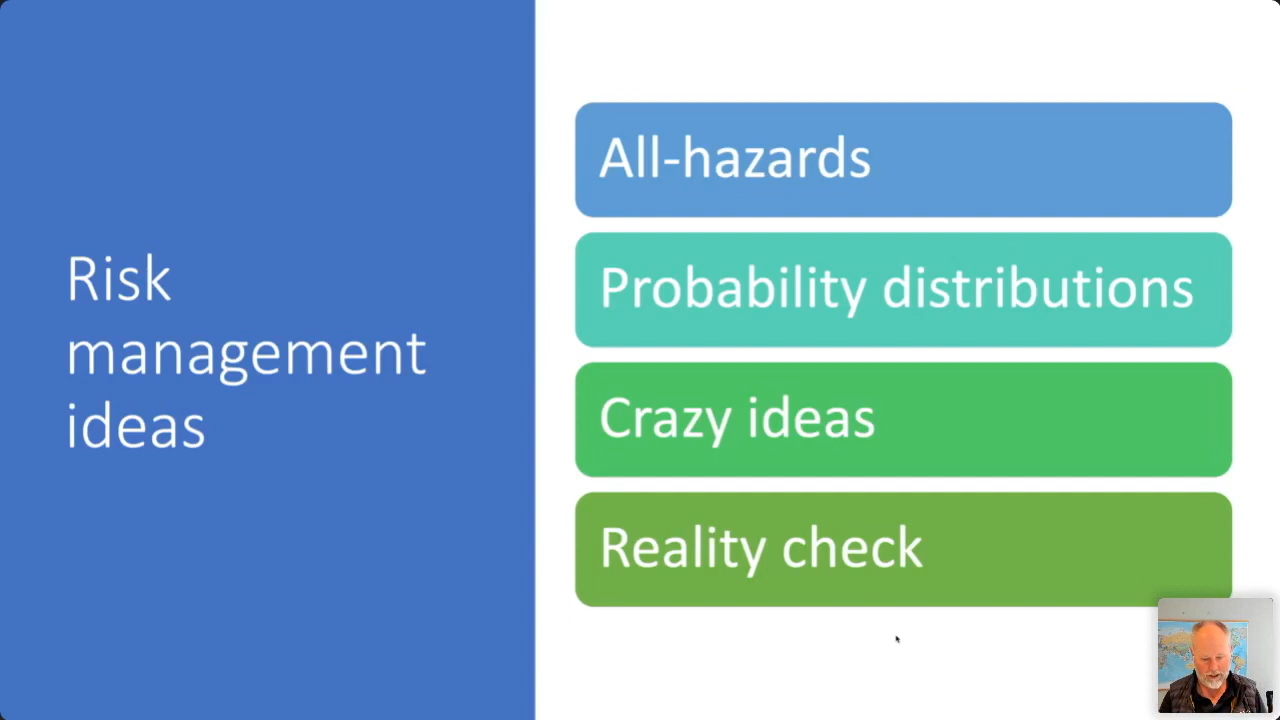 Risk
management
ideas
All-hazards
Probability distributions
Crazy ideas
Reality check